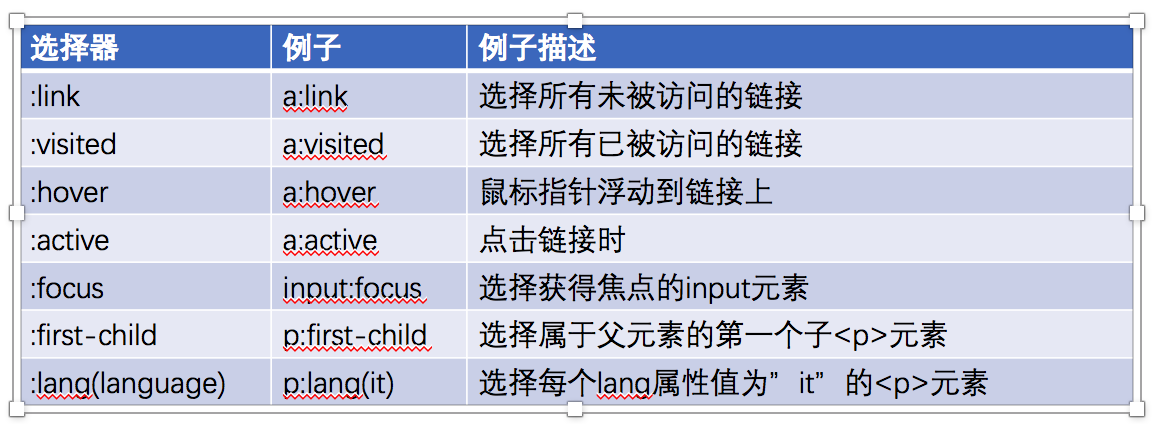 选择器 例子 例子描述
:link a:link 选择所有未被访问的链接
:visited a:visited 选择所有已被访问的链接
:hover a:hover 鼠标指针浮动到链接上
:active a:active 点击链接时
:focus input:focus 选择获得焦点的input元素
:first-child p:first-child 选择属于父元素的第一个子<p>元素
:lang(language) p:lang(it) 选择每个lang属性值为”it”的<p>元素